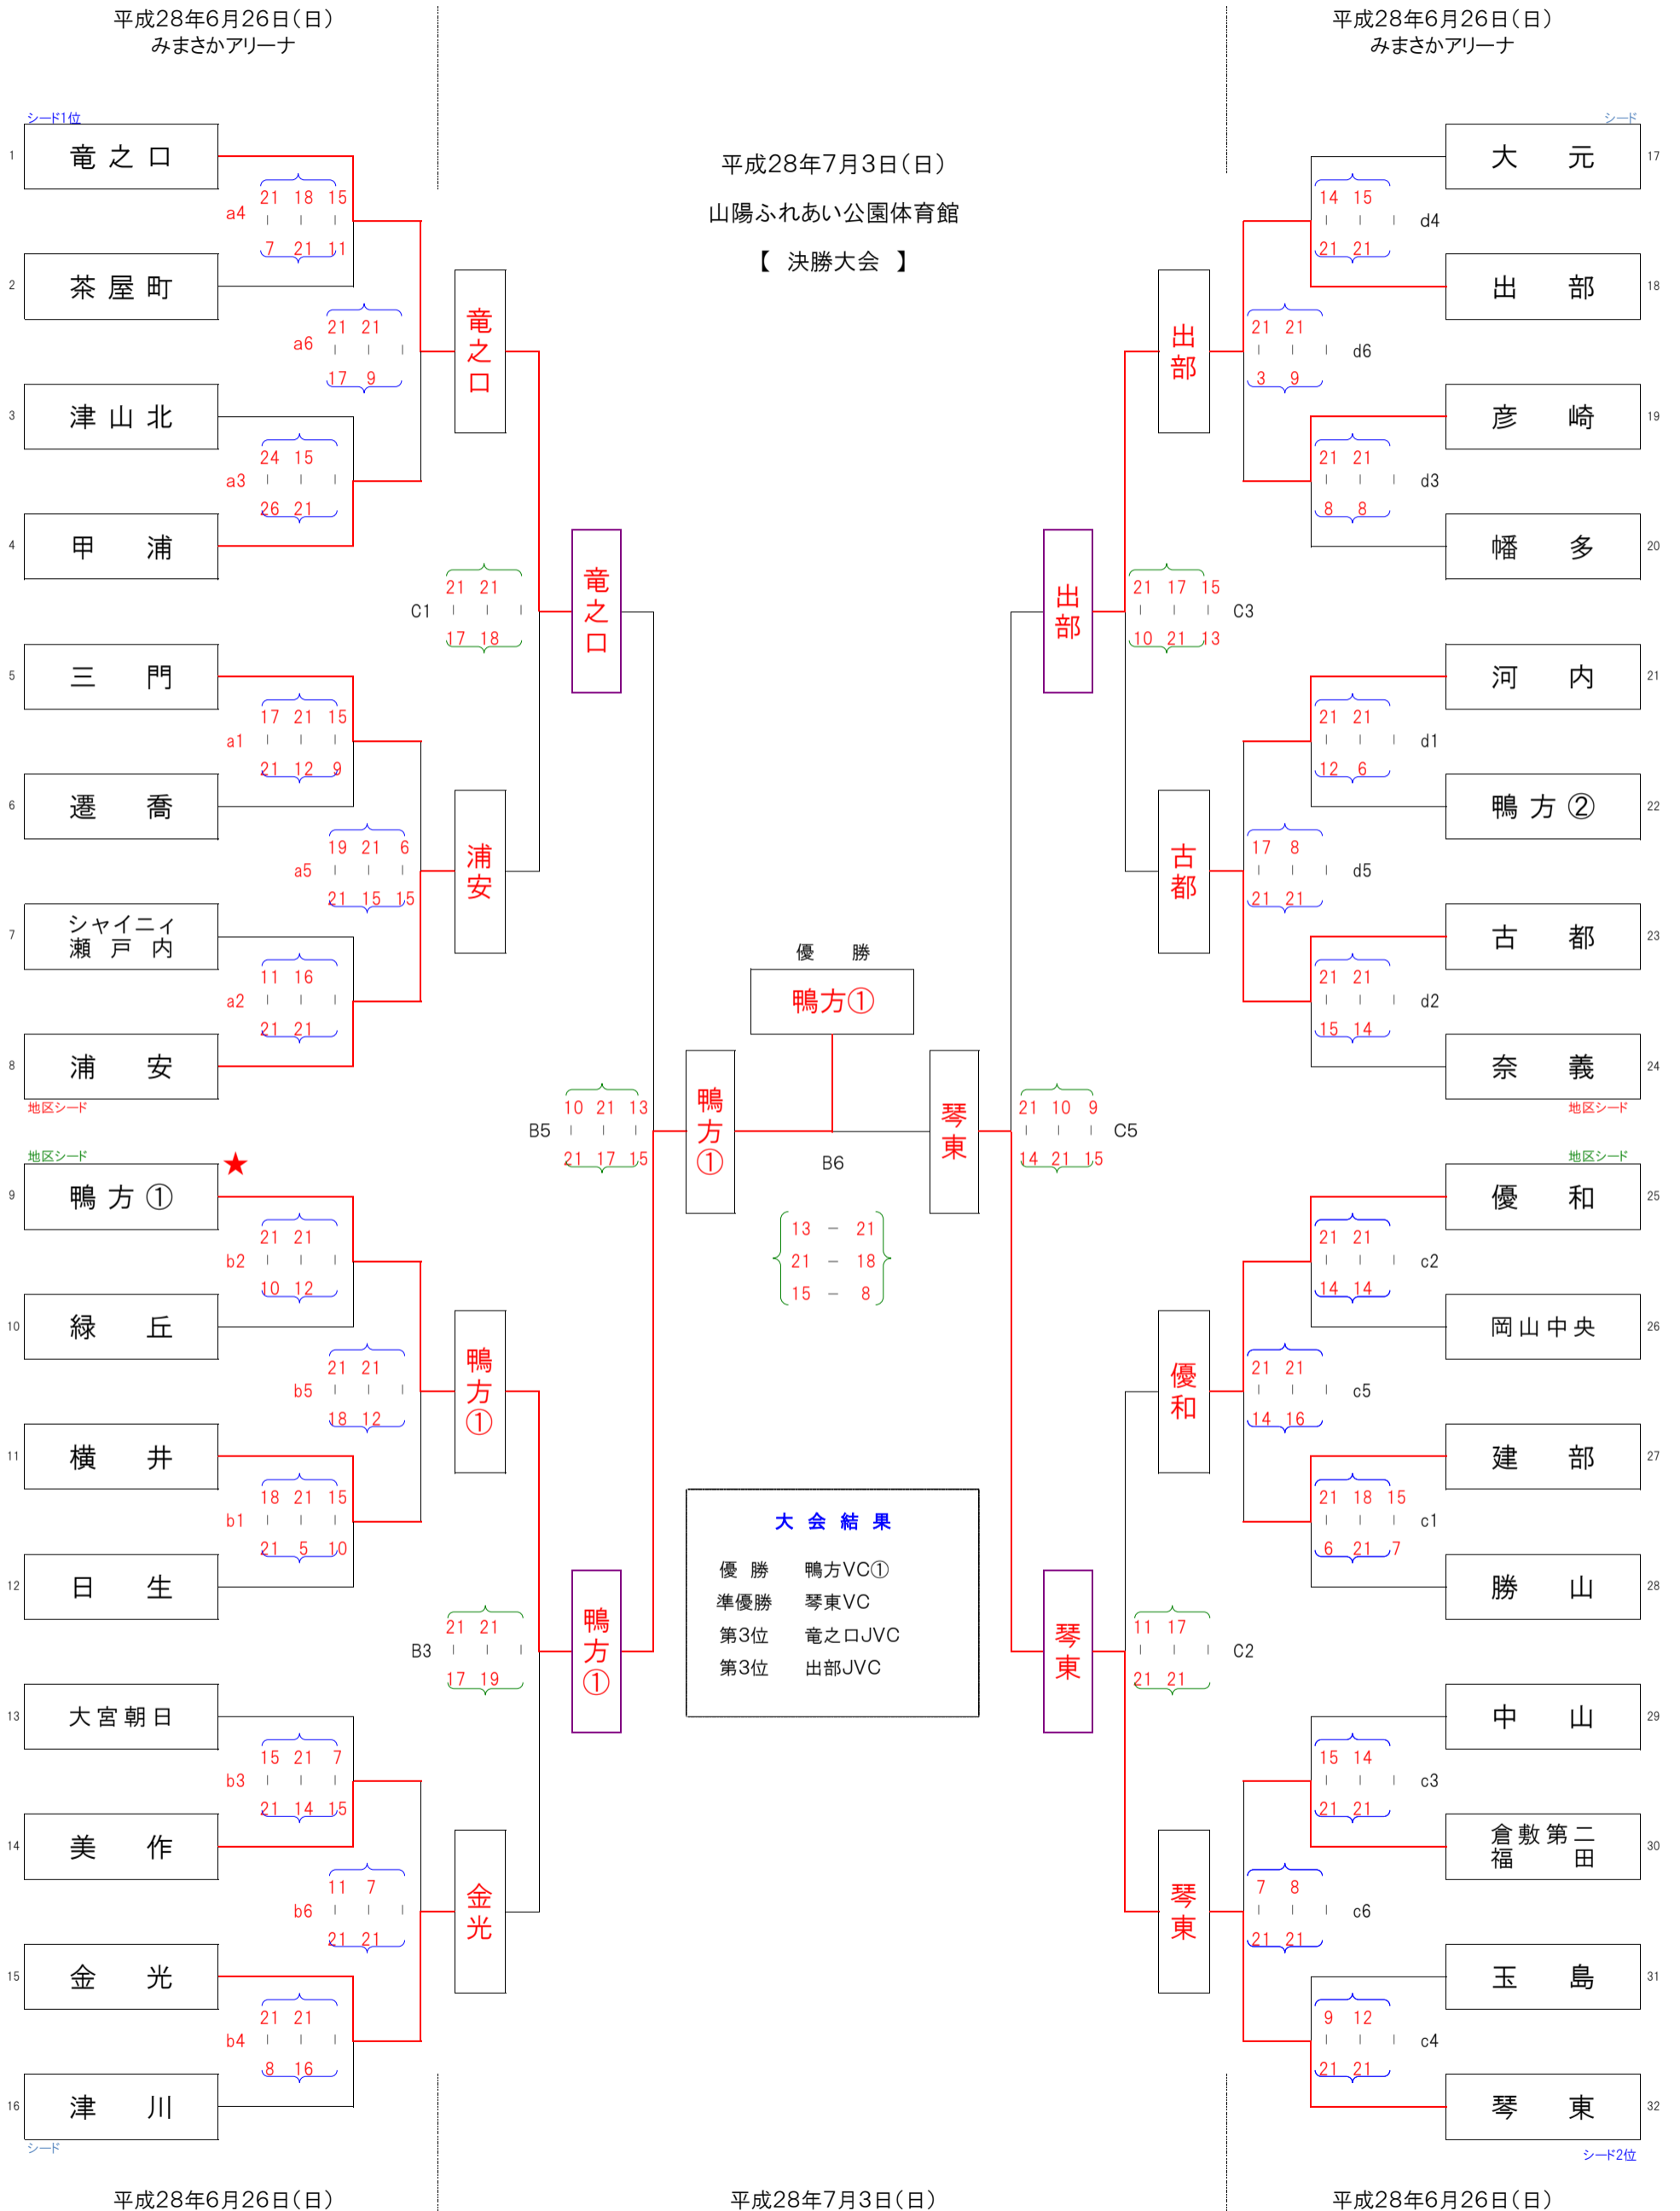 平成28年6月26日(日)
みまさかアリーナ
平成28年6月26日(日)
みまさかアリーナ
平成28年7月3日(日)
山陽ふれあい公園体育館
【 決勝大会 】
シード1位
1 竜之口
a4 21 18 15
7 21 11
2 茶屋町
a6 21 21
17 9
3 津山北
a3 24 15
26 21
4 甲 浦
竜之口
C1 21 21
17 18
竜之口
5 三 門
a1 17 21 15
21 12 9
6 遷 喬
a5 19 21 6
21 15 15
7 シャイニィ
瀬戸内
a2 11 16
21 21
8 浦 安
地区シード
浦安
B5 10 21 13
21 17 15
地区シード
9 鴨方① ★
b2 21 21
10 12
10 緑 丘
b5 21 21
18 12
11 横 井
b1 18 21 15
21 5 10
12 日 生
鴨方①
B3 21 21
17 19
鴨方①
13 大宮朝日
b3 15 21 7
21 14 15
14 美 作
b6 11 7
21 21
15 金 光
b4 21 21
8 16
16 津 川
シード
金光
優 勝
鴨方①
鴨方①
琴東
B6
13 － 21
21 － 18
15 － 8
大会結果
優 勝 鴨方VC①
準優勝 琴東VC
第3位 竜之口JVC
第3位 出部JVC
シード
大 元 17
14 15 d4
21 21
出 部 18
21 21 d6
3 9
彦 崎 19
21 21 d3
8 8
幡 多 20
出部
出部
21 17 15 C3
10 21 13
河 内 21
21 21 d1
12 6
鴨方② 22
17 8 d5
21 21
古 都 23
21 21 d2
15 14
奈 義 24
地区シード
古都
21 10 9 C5
14 21 15
地区シード
優 和 25
21 21 c2
14 14
岡山中央 26
21 21 c5
14 16
建 部 27
21 18 15 c1
6 21 7
勝 山 28
優和
琴東
11 17 C2
21 21
中 山 29
15 14 c3
21 21
倉敷第二
福 田 30
7 8 c6
21 21
玉 島 31
9 12 c4
21 21
琴 東 32
シード2位
琴東
平成28年6月26日(日)
平成28年7月3日(日)
平成28年6月26日(日)